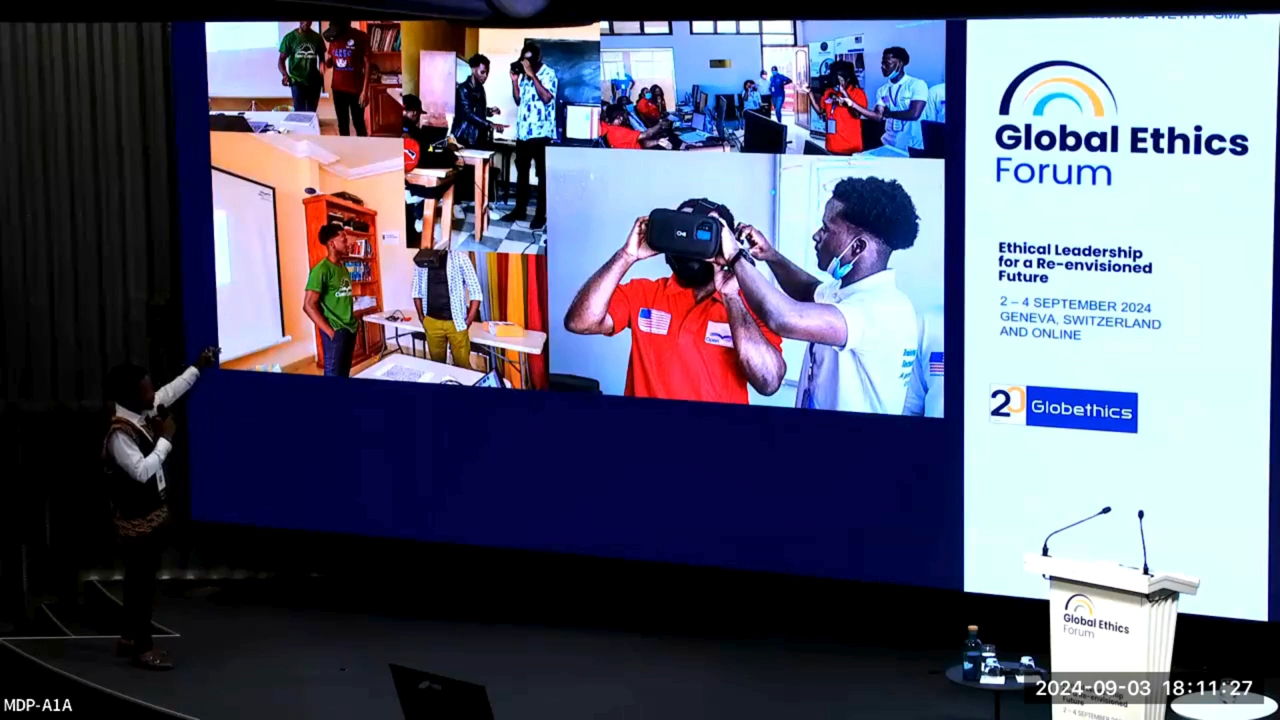 Global Ethics
Forum
Ethical Leadership
for a Re-envisioned
Future
2 – 4 SEPTEMBER 2024
GENEVA, SWITZERLAND
AND ONLINE
20 Globethics
Global Ethics
Forum
2024-09-03 18:11:27
MDP-A1A